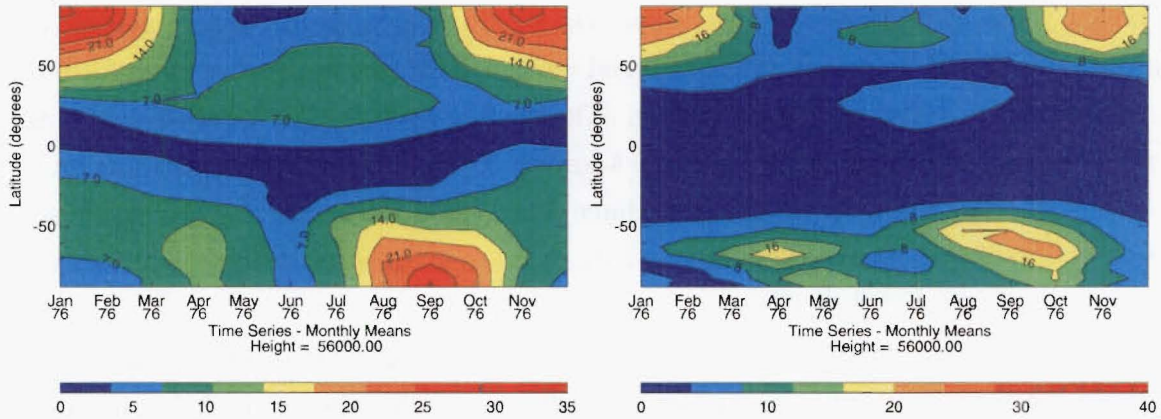 21.0
14.0
21.0
14.0
7.0
7.0
7.0
7.0
7.0
7.0
14.0
21.0
Latitude (degrees)
50
0
-50
Jan Feb Mar Apr May Jun Jul Aug Sep Oct Nov
76 76 76 76 76 76 76 76 76 76 76
Time Series - Monthly Means
Height = 56000.00
0 5 10 15 20 25 30 35
16
8
8
16
8
8
16
8
8
16
Latitude (degrees)
50
0
-50
Jan Feb Mar Apr May Jun Jul Aug Sep Oct Nov
76 76 76 76 76 76 76 76 76 76 76
Time Series - Monthly Means
Height = 56000.00
0 10 20 30 40